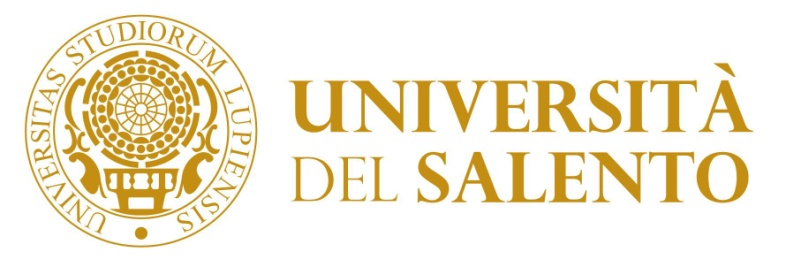 UNIVERSITAS STUDIORUM LUPIENSIS
UNIVERSITÀ
DEL SALENTO